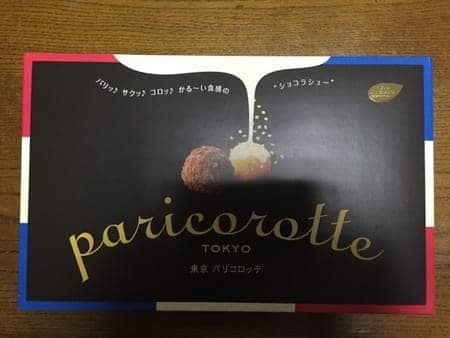 パリッ♪ サクッ♪ コロッ♪ かる〜い食感の
"ショコラシュー"
paricorotte
TOKYO
東京 パリコロッテ